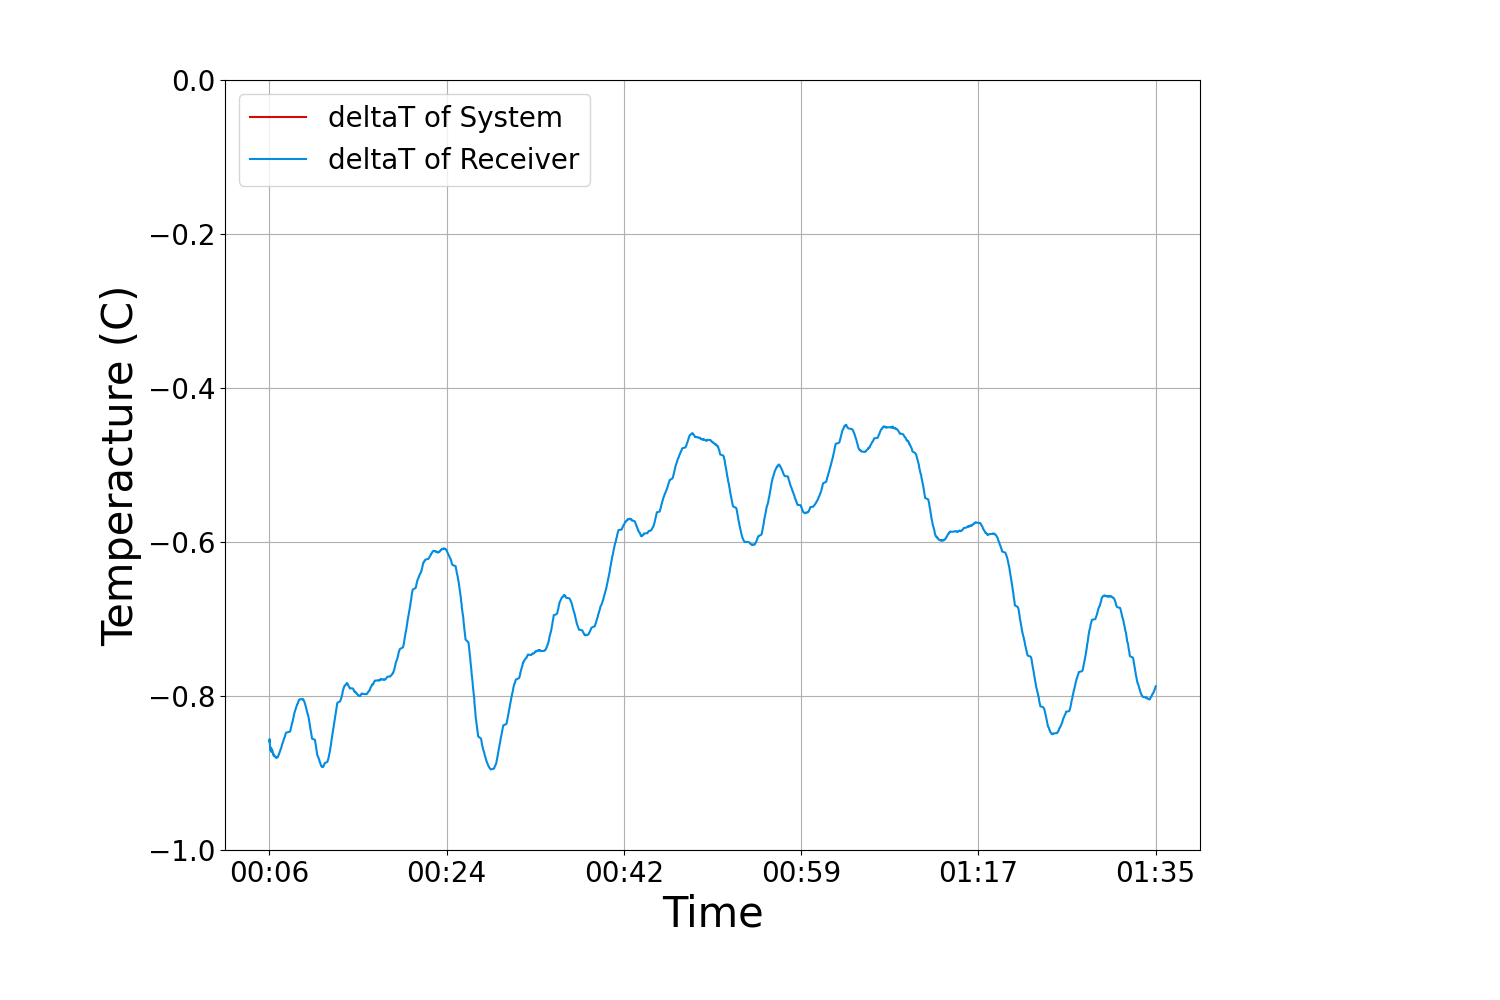 0.0
deltaT of System
deltaT of Receiver
−0.2
−0.4
−0.6
−0.8
−1.0
Temperacture (C)
00:06 00:24 00:42 00:59 01:17 01:35
Time